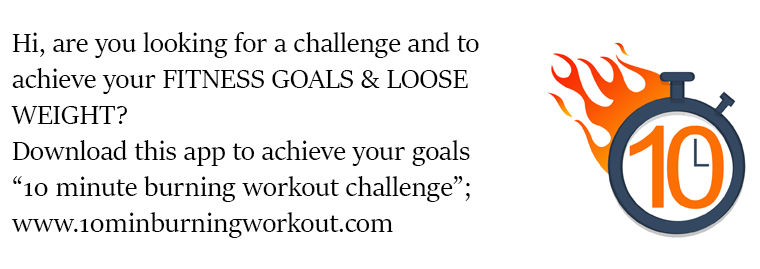 Hi, are you looking for a challenge and to
achieve your FITNESS GOALS & LOOSE
WEIGHT?
Download this app to achieve your goals
“10 minute burning workout challenge”;
www.10minburningworkout.com
10